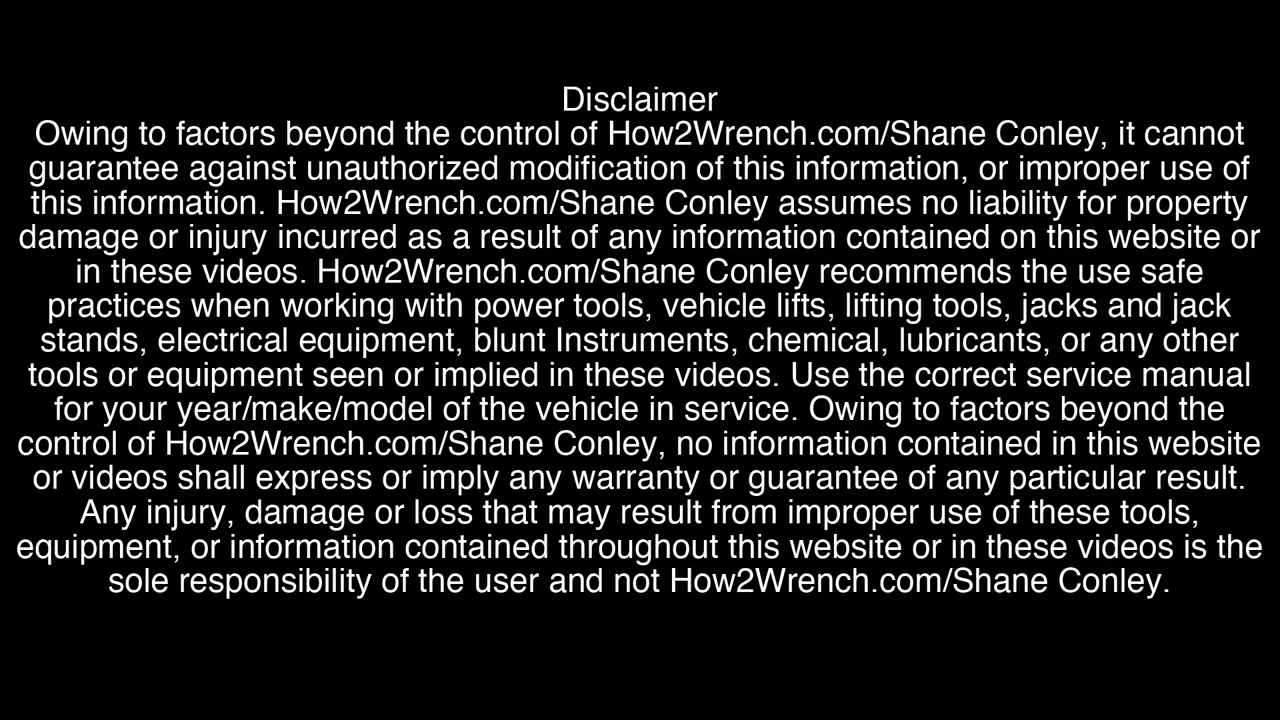 Disclaimer
Owing to factors beyond the control of How2Wrench.com/Shane Conley, it cannot
guarantee against unauthorized modification of this information, or improper use of
this information. How2Wrench.com/Shane Conley assumes no liability for property
damage or injury incurred as a result of any information contained on this website or
in these videos. How2Wrench.com/Shane Conley recommends the use safe
practices when working with power tools, vehicle lifts, lifting tools, jacks and jack
stands, electrical equipment, blunt Instruments, chemical, lubricants, or any other
tools or equipment seen or implied in these videos. Use the correct service manual
for your year/make/model of the vehicle in service. Owing to factors beyond the
control of How2Wrench.com/Shane Conley, no information contained in this website
or videos shall express or imply any warranty or guarantee of any particular result.
Any injury, damage or loss that may result from improper use of these tools,
equipment, or information contained throughout this website or in these videos is the
sole responsibility of the user and not How2Wrench.com/Shane Conley.